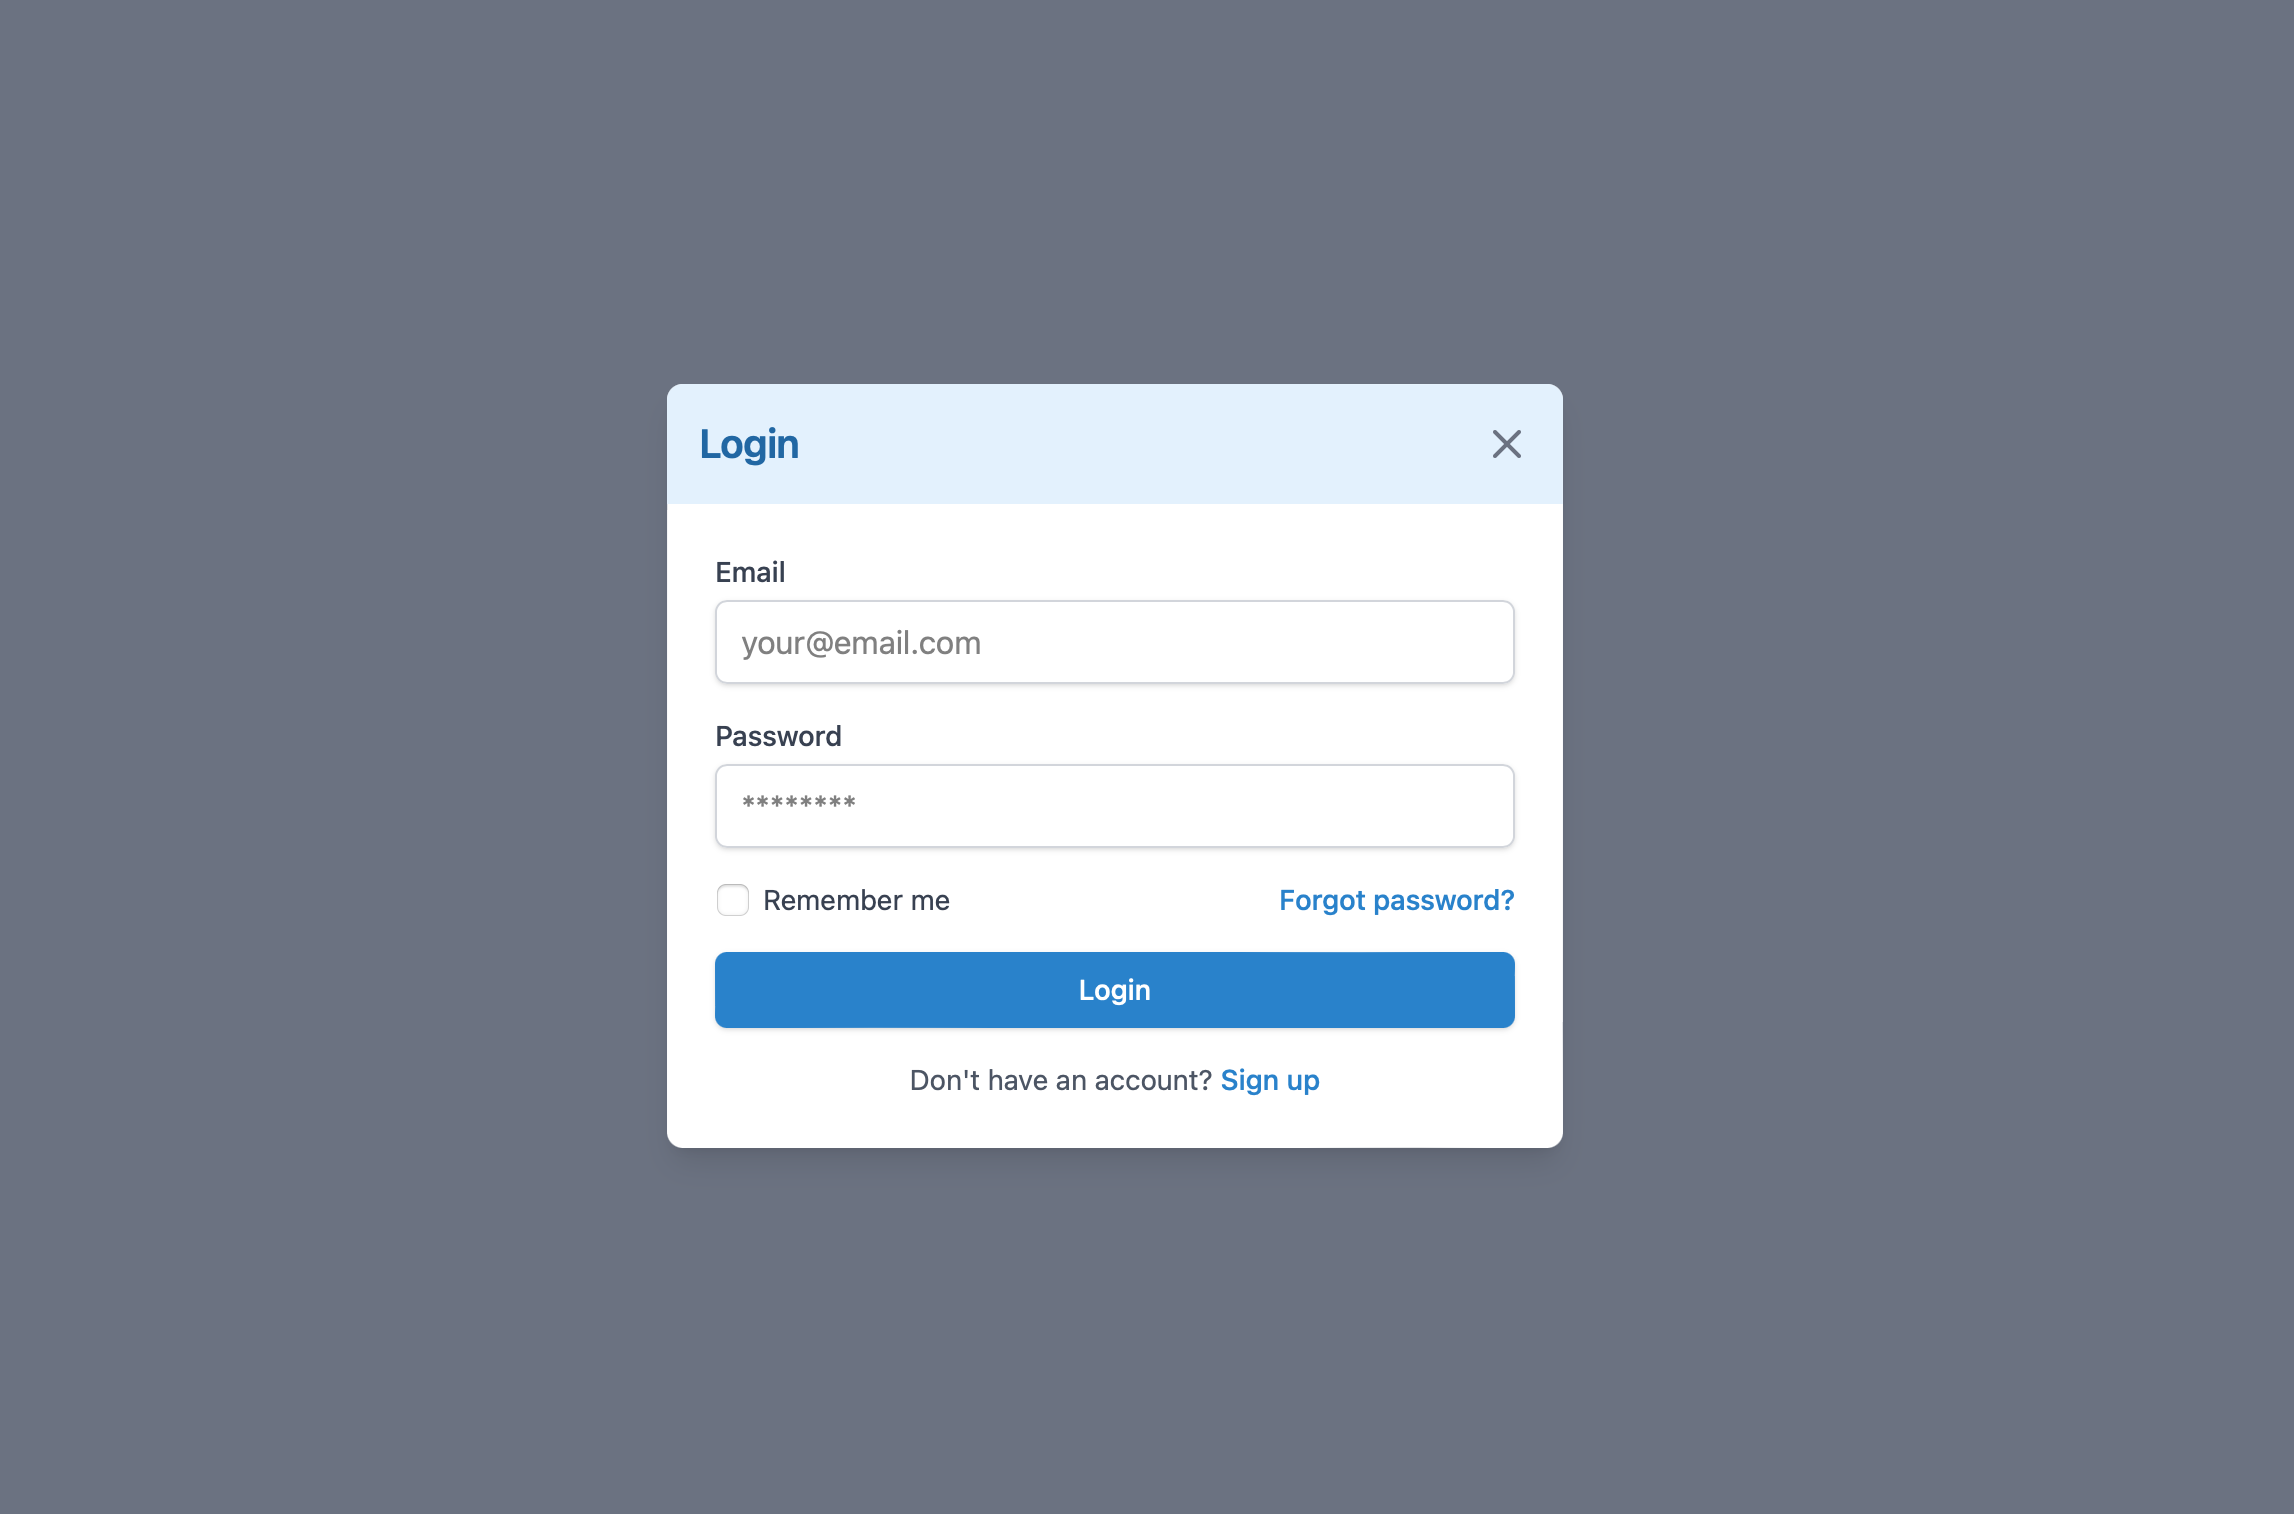 Login
Email
your@email.com
Password
********
Remember me
Forgot password?
Login
Don't have an account? Sign up